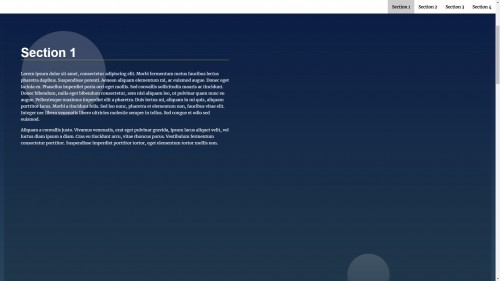 Section 1 Section 2 Section 3 Section 4
Section 1
Lorem ipsum dolor sit amet, consectetur adipiscing elit. Morbi fermentum metus faucibus lectus
pharetra dapibus. Suspendisse potenti. Aenean aliquam elementum mi, ac euismod augue. Donec eget
lacinia ex. Phasellus imperdiet porta orci eget mollis. Sed convallis sollicitudin mauris ac tincidunt.
Donec bibendum, nulla eget bibendum consectetur, sem nisi aliquam leo, ut pulvinar quam nunc eu
augue. Pellentesque maximus imperdiet elit a pharetra. Duis lectus mi, aliquam in mi quis, aliquam
porttitor lacus. Morbi a tincidunt felis. Sed leo nunc, pharetra et elementum non, faucibus vitae elit.
Integer nec libero venenatis libero ultricies molestie semper in tellus. Sed congue et odio sed
euismod.
Aliquam a convallis justo. Vivamus venenatis, erat eget pulvinar gravida, ipsum lacus aliquet velit, vel
luctus diam ipsum a diam. Cras eu tincidunt arcu, vitae rhoncus purus. Vestibulum fermentum
consectetur porttitor. Suspendisse imperdiet porttitor tortor, eget elementum tortor mollis non.